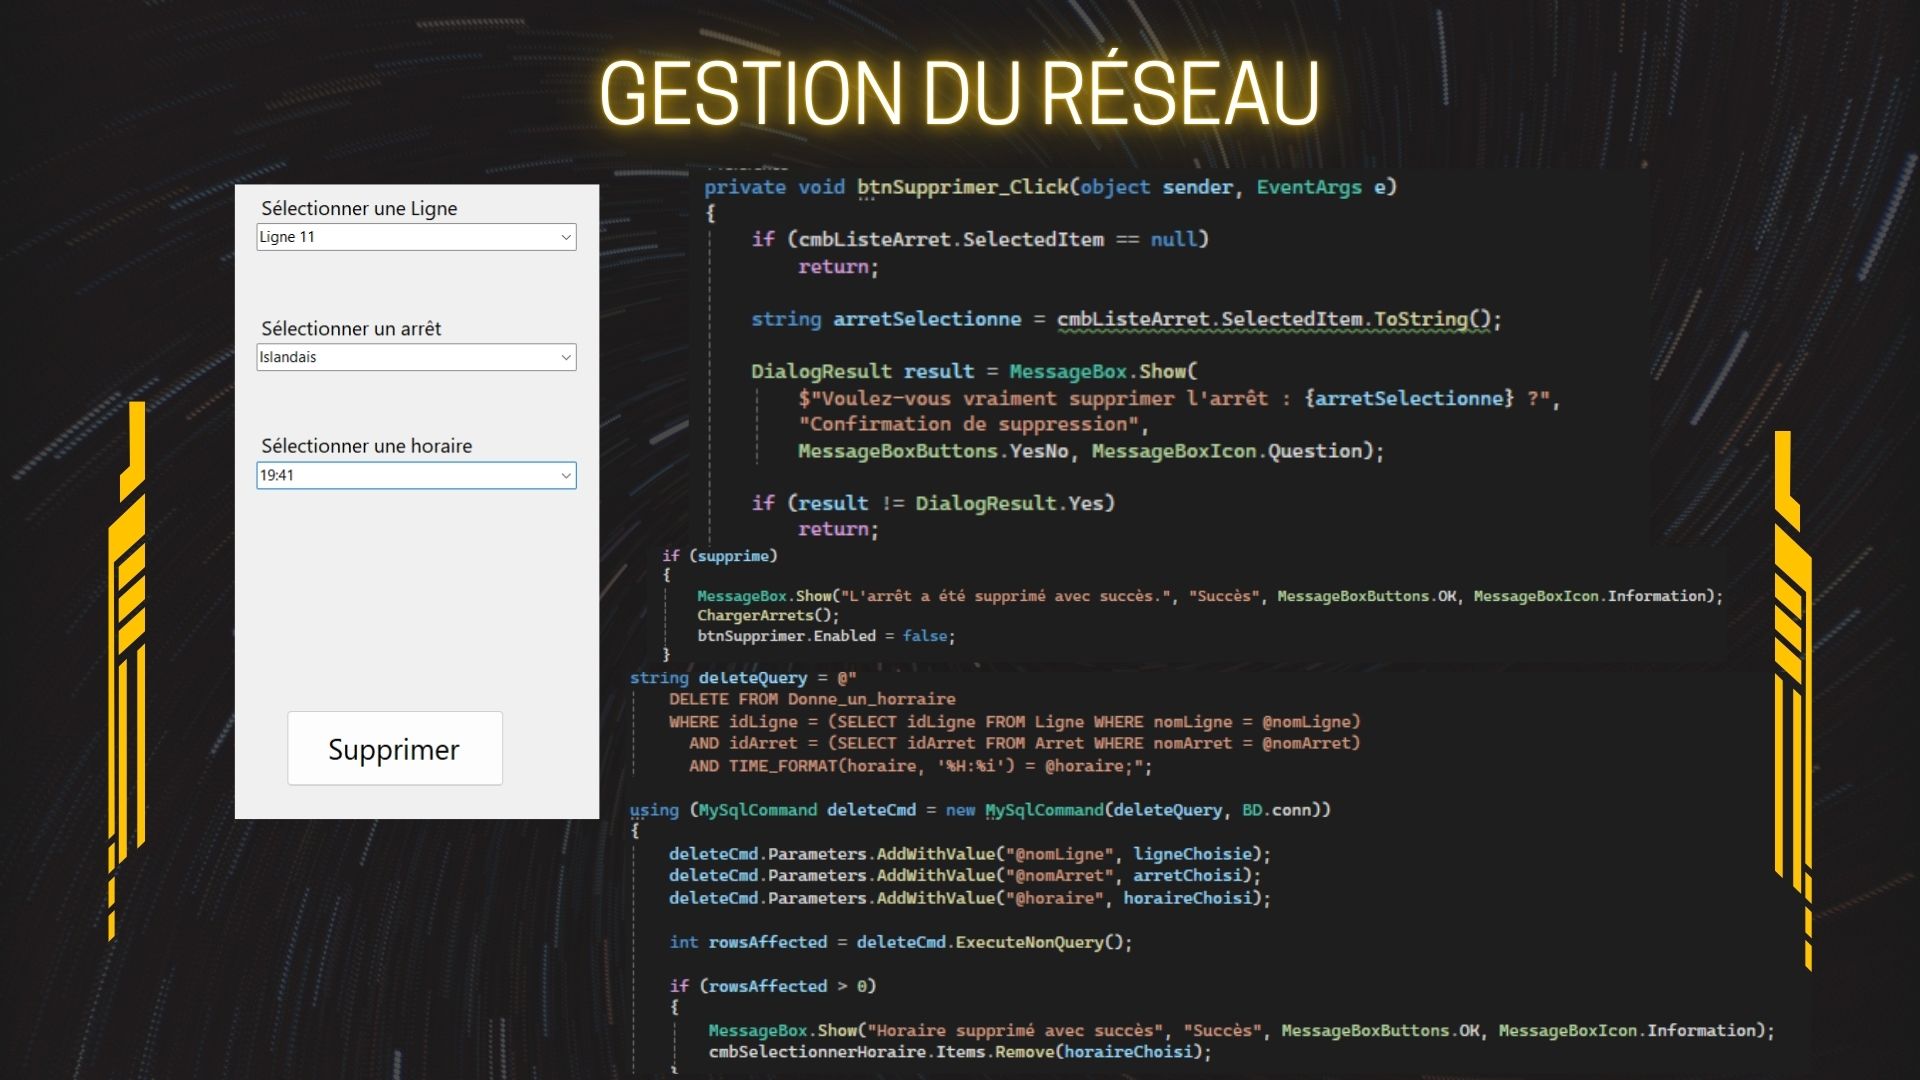 GESTION DU RÉSEAU
Sélectionner une Ligne
Ligne 11
Sélectionner un arrêt
Islandais
Sélectionner une horaire
19:41
Supprimer
private void btnSupprimer_Click(object sender, EventArgs e)
{
if (cmbListeArret.SelectedItem == null)
return;
string arretSelectionne = cmbListeArret.SelectedItem.ToString();
DialogResult result = MessageBox.Show(
$"Voulez-vous vraiment supprimer l'arrêt : {arretSelectionne} ?",
"Confirmation de suppression",
MessageBoxButtons.YesNo, MessageBoxIcon.Question);
if (result != DialogResult.Yes)
return;
if (supprime)
{
MessageBox.Show("L'arrêt a été supprimé avec succès.", "Succès", MessageBoxButtons.OK, MessageBoxIcon.Information);
ChargerArrets();
btnSupprimer.Enabled = false;
}
string deleteQuery = @"
DELETE FROM Donne_un_horraire
WHERE idLigne = (SELECT idLigne FROM Ligne WHERE nomLigne = @nomLigne)
AND idArret = (SELECT idArret FROM Arret WHERE nomArret = @nomArret)
AND TIME_FORMAT(horaire, '%H:%i') = @horaire;";
using (MySqlCommand deleteCmd = new MySqlCommand(deleteQuery, BD.conn))
{
deleteCmd.Parameters.AddWithValue("@nomLigne", ligneChoisie);
deleteCmd.Parameters.AddWithValue("@nomArret", arretChoisi);
deleteCmd.Parameters.AddWithValue("@horaire", horaireChoisi);
int rowsAffected = deleteCmd.ExecuteNonQuery();
if (rowsAffected > 0)
{
MessageBox.Show("Horaire supprimé avec succès", "Succès", MessageBoxButtons.OK, MessageBoxIcon.Information);
cmbSelectionnerHoraire.Items.Remove(horaireChoisi);
}